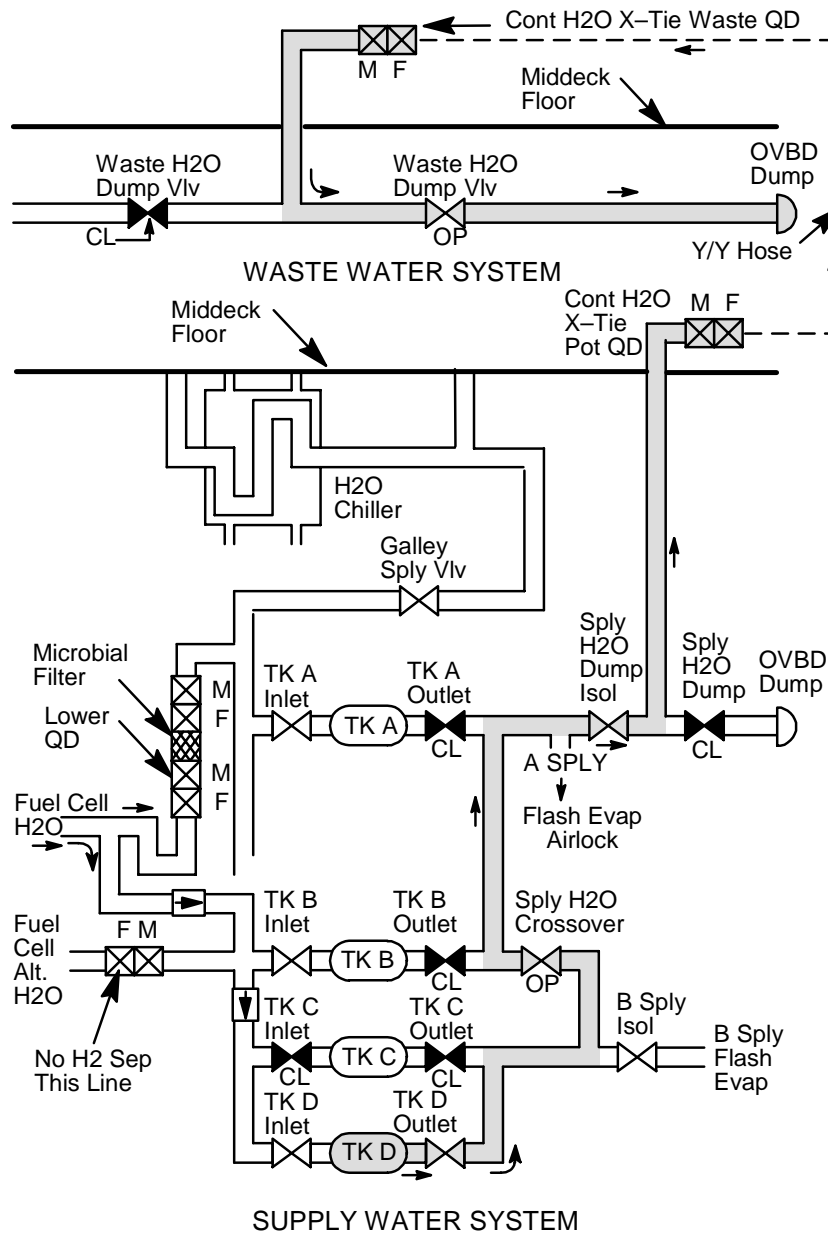 Cont H2O X–Tie Waste QD
M F
Middeck
Floor
Waste H2O
Dump Vlv
Waste H2O
Dump Vlv
OVBD
Dump
CL
OP
Y/Y Hose
WASTE WATER SYSTEM
Middeck
Floor
Cont H2O
X–Tie
Pot QD
M F
H2O
Chiller
Galley
Sply Vlv
Microbial
Filter
Lower
QD
M
F
M
F
TK A
Inlet
TK A
TK A
Outlet
CL
Sply
H2O
Dump
Isol
Sply
H2O
Dump
CL
OVBD
Dump
A SPLY
Flash Evap
Airlock
Fuel Cell
H2O
TK B
Inlet
TK B
TK B
Outlet
CL
Sply H2O
Crossover
OP
Fuel
Cell
Alt.
H2O
F M
No H2 Sep
This Line
TK C
Inlet
CL
TK C
TK C
Outlet
CL
B Sply
Isol
B Sply
Flash
Evap
TK D
Inlet
TK D
TK D
Outlet
SUPPLY WATER SYSTEM